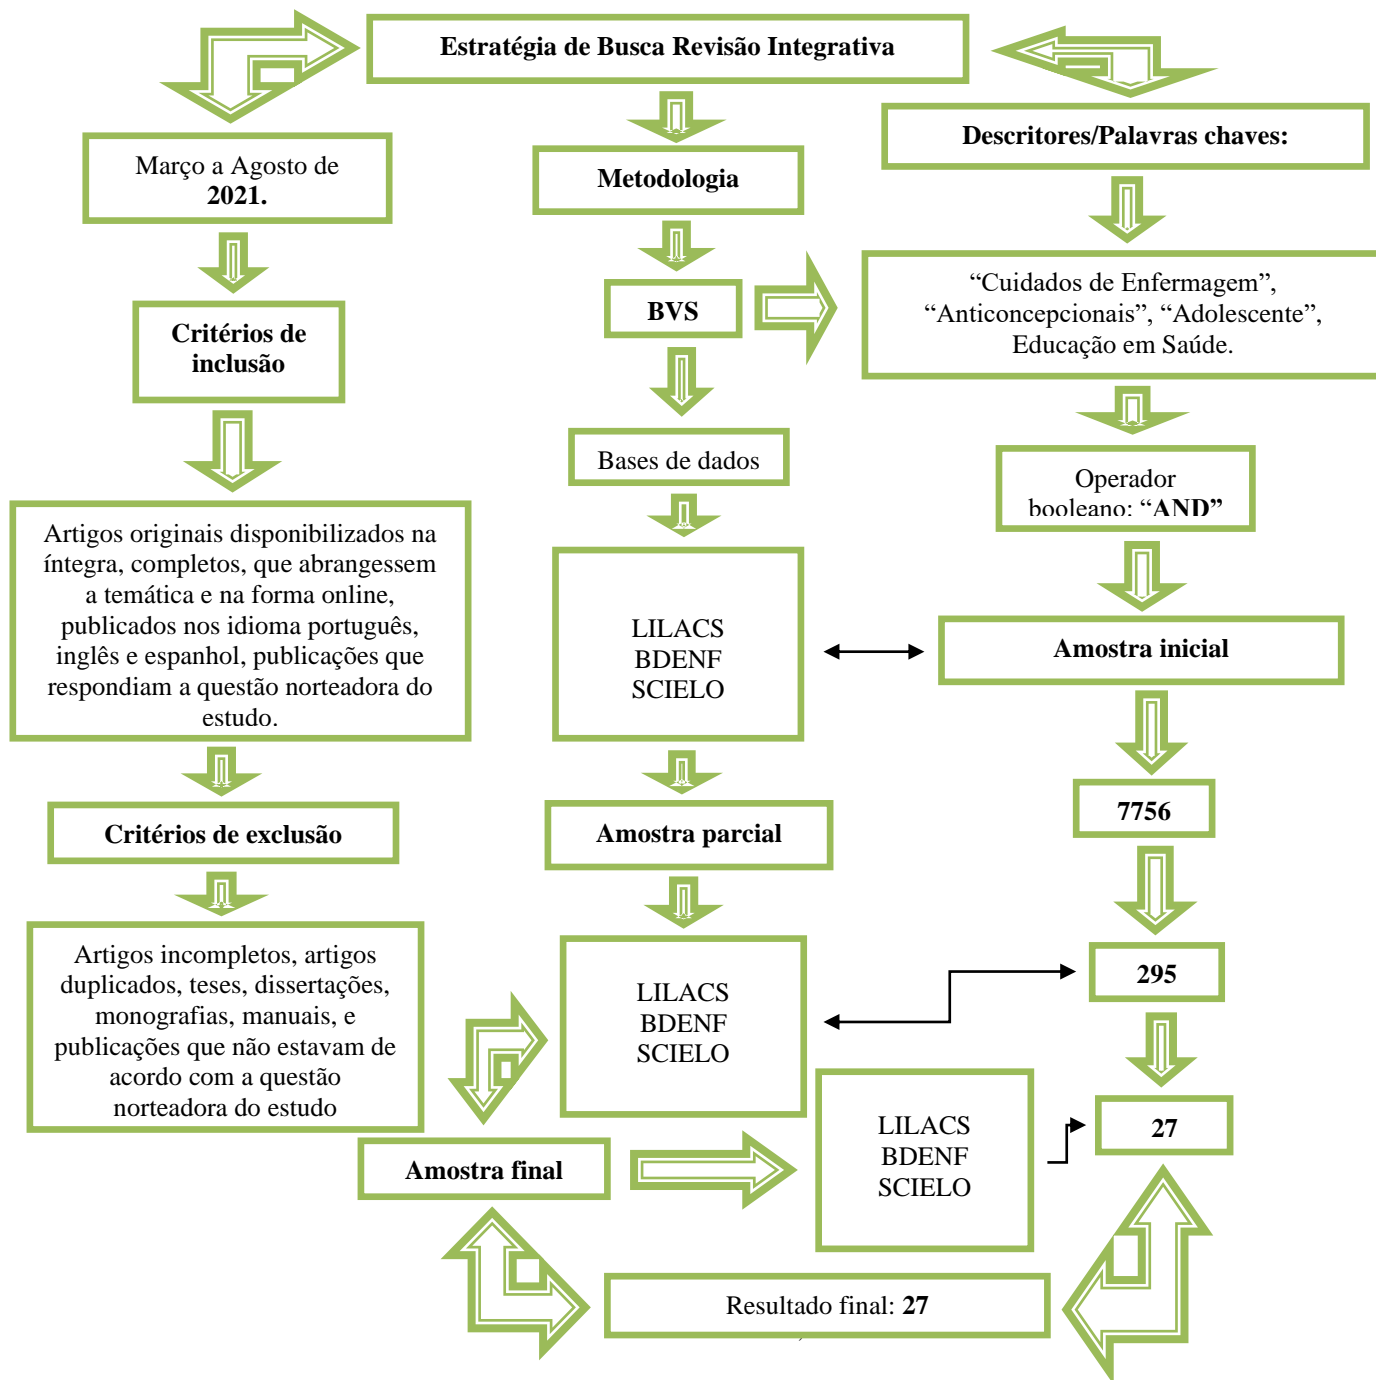 Estratégia de Busca Revisão Integrativa
Março a Agosto de
2021.
Critérios de
inclusão
Artigos originais disponibilizados na
íntegra, completos, que abrangessem
a temática e na forma online,
publicados nos idioma português,
inglês e espanhol, publicações que
respondiam a questão norteadora do
estudo.
Critérios de exclusão
Artigos incompletos, artigos
duplicados, teses, dissertações,
monografias, manuais, e
publicações que não estavam de
acordo com a questão
norteadora do estudo
Metodologia
BVS
Bases de dados
LILACS
BDENF
SCIELO
Amostra parcial
LILACS
BDENF
SCIELO
Amostra final
LILACS
BDENF
SCIELO
Descritores/Palavras chaves:
“Cuidados de Enfermagem”,
“Anticoncepcionais”, “Adolescente”,
Educação em Saúde.
Operador
booleano: “AND”
Amostra inicial
7756
295
27
Resultado final: 27